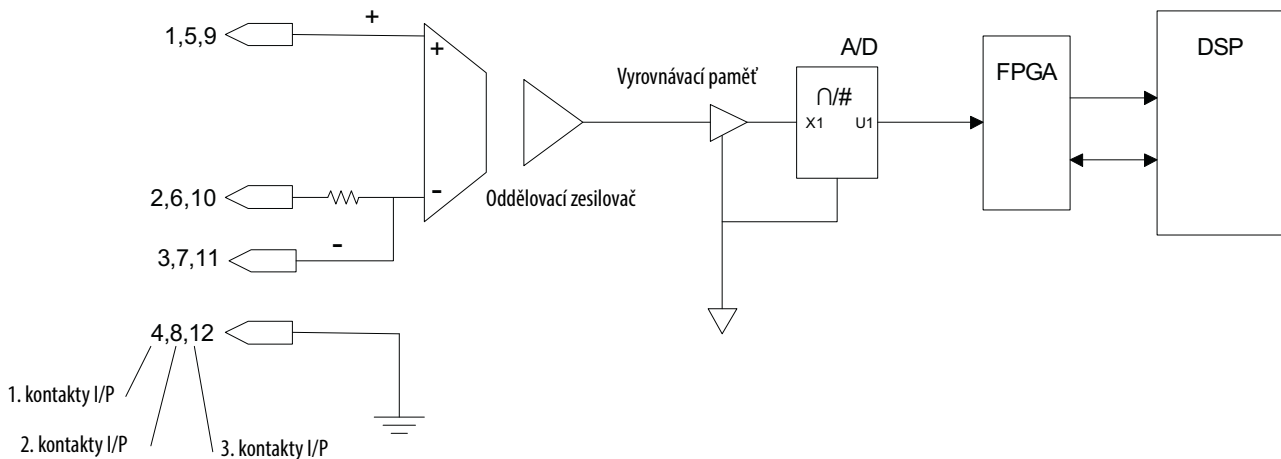 1,5,9
+
+
2,6,10
-
3,7,11
-
4,8,12
1. kontakty I/P
2. kontakty I/P
3. kontakty I/P
Oddělovací zesilovač
Vyrovnávací paměť
A/D
∩/#
X1 U1
FPGA
DSP